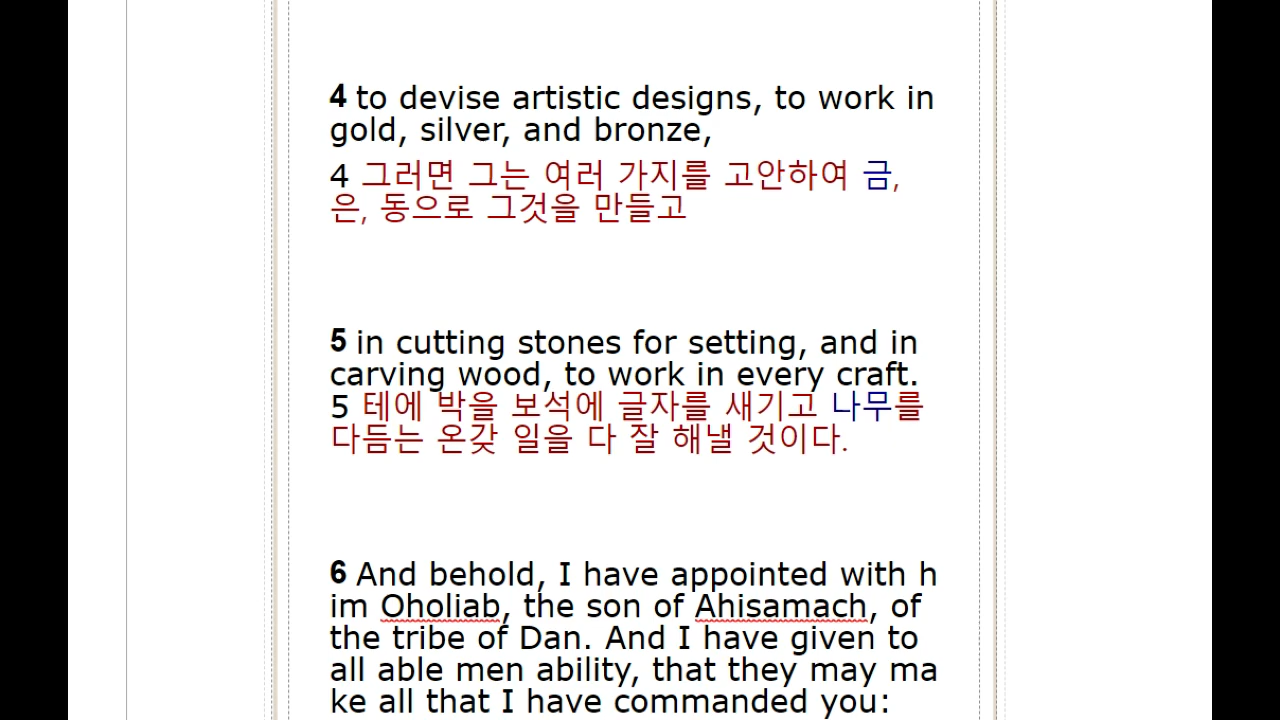 4 to devise artistic designs, to work in
gold, silver, and bronze,
4 그러면 그는 여러 가지를 고안하여 금,
은, 동으로 그것을 만들고
5 in cutting stones for setting, and in
carving wood, to work in every craft.
5 테에 박을 보석에 글자를 새기고 나무를
다듬는 온갖 일을 다 잘 해낼 것이다.
6 And behold, I have appointed with h
im Oholiab, the son of Ahisamach, of
the tribe of Dan. And I have given to
all able men ability, that they may ma
ke all that I have commanded you: